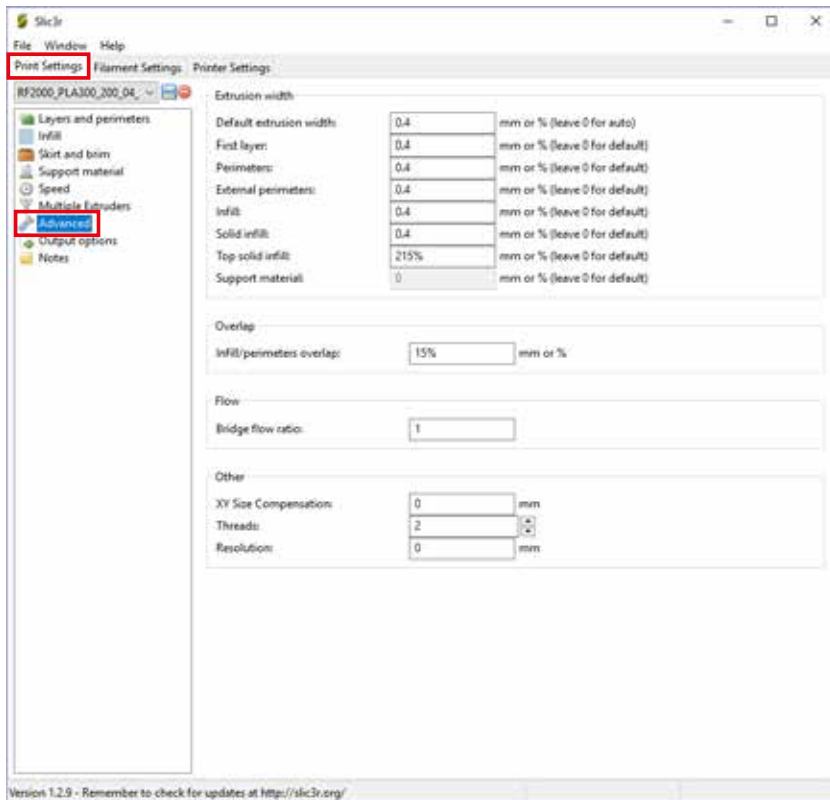 Slic3r
File Window Help
Print Settings Filament Settings Printer Settings
RF2000_PLA300_200_04_
Layers and perimeters
Infill
Skirt and brim
Support material
Speed
Multiple Extruders
Advanced
Output options
Notes
Extrusion width
Default extrusion width: 0.4 mm or % (leave 0 for auto)
First layer: 0.4 mm or % (leave 0 for default)
Perimeters: 0.4 mm or % (leave 0 for default)
External perimeters: 0.4 mm or % (leave 0 for default)
Infill: 0.4 mm or % (leave 0 for default)
Solid infill: 0.4 mm or % (leave 0 for default)
Top solid infill: 215% mm or % (leave 0 for default)
Support material: 0 mm or % (leave 0 for default)
Overlap
Infill/perimeters overlap: 15% mm or %
Flow
Bridge flow ratio: 1
Other
XY Size Compensation: 0 mm
Threads: 2
Resolution: 0 mm
Version 1.2.9 - Remember to check for updates at http://slic3r.org/